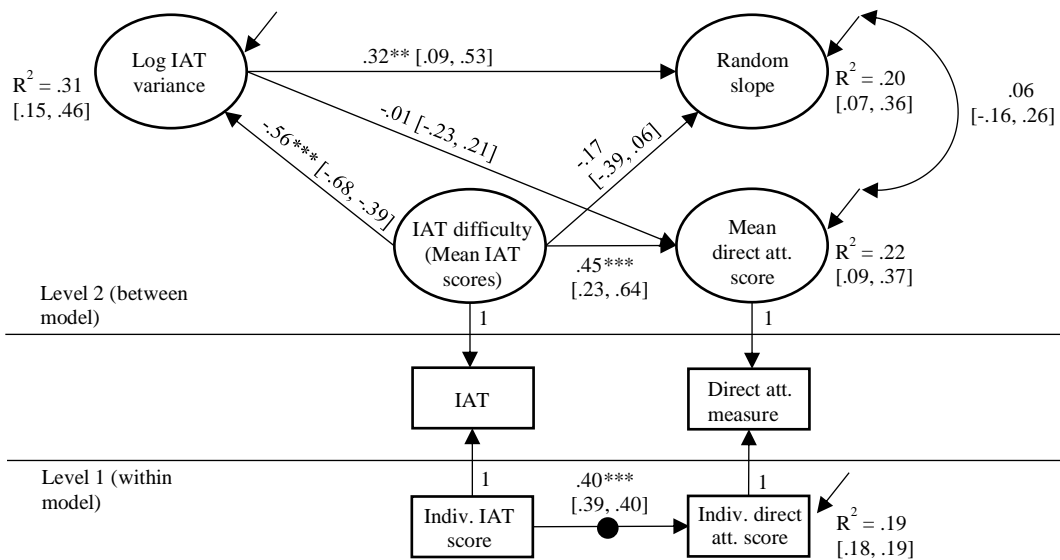 Log IAT
variance
R² = .31
[.15, .46]
.32** [.09, .53]
Random
slope
R² = .20
[.07, .36]
.06
[-.16, .26]
-.01 [-.23, .21]
-.56*** [-.68, -.39]
-.17
[-.39, .06]
IAT difficulty
(Mean IAT
scores)
.45***
[.23, .64]
Mean
direct att.
score
R² = .22
[.09, .37]
Level 2 (between
model)
1
1
IAT
Direct att.
measure
Level 1 (within
model)
1
1
.40***
[.39, .40]
Indiv. IAT
score
Indiv. direct
att. score
R² = .19
[.18, .19]